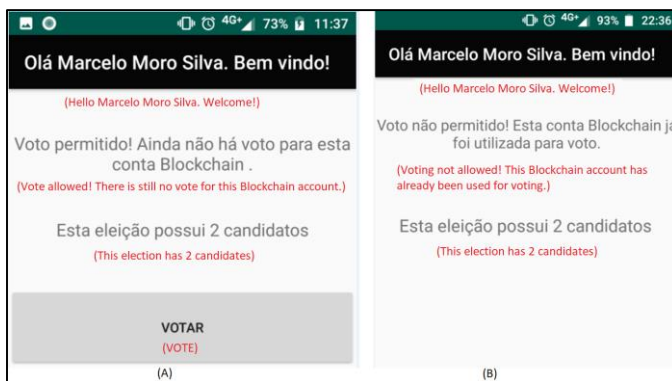 4G+ 73% 11:37
Olá Marcelo Moro Silva. Bem vindo!
(Hello Marcelo Moro Silva. Welcome!)
Voto permitido! Ainda não há voto para esta
conta Blockchain .
(Vote allowed! There is still no vote for this Blockchain account.)
Esta eleição possui 2 candidatos
(This election has 2 candidates)
VOTAR
(VOTE)
(A)
4G+ 93% 22:36
Olá Marcelo Moro Silva. Bem vindo!
(Hello Marcelo Moro Silva. Welcome!)
Voto não permitido! Esta conta Blockchain já
foi utilizada para voto.
(Voting not allowed! This Blockchain account has
already been used for voting.)
Esta eleição possui 2 candidatos
(This election has 2 candidates)
(B)